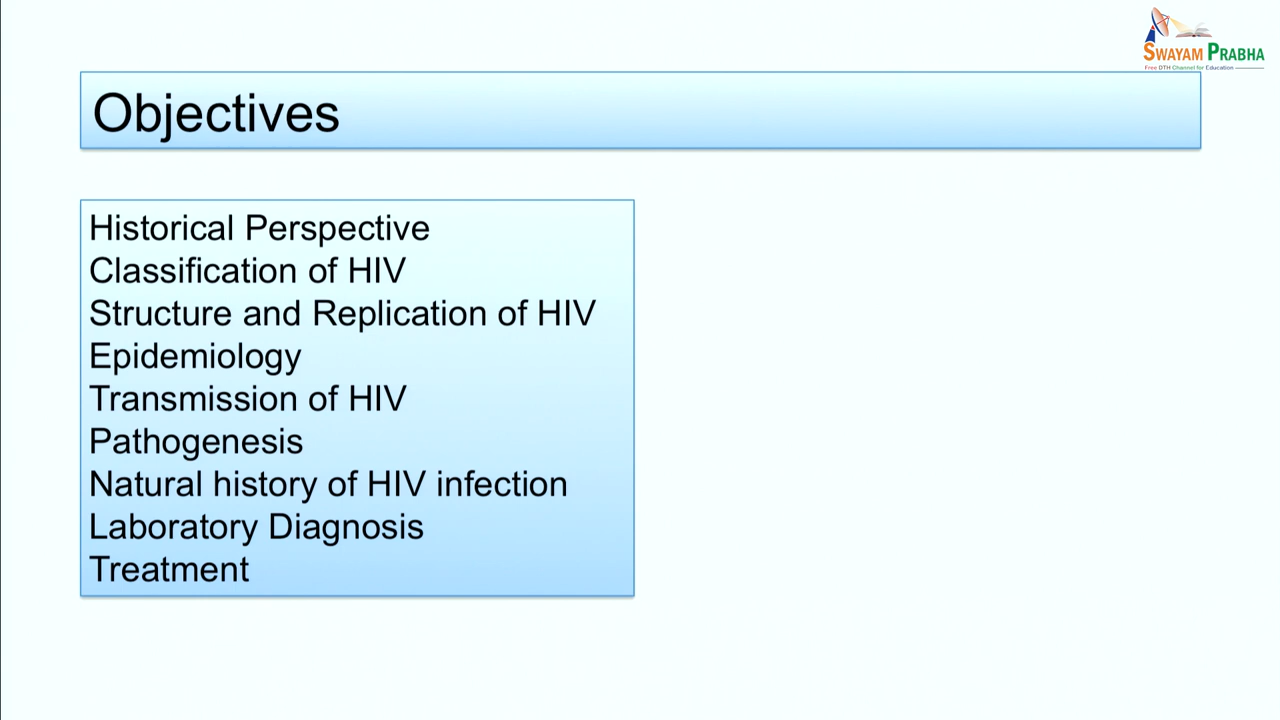 SWAYAM PRABHA
Free DTH Channel for Education
Objectives
Historical Perspective
Classification of HIV
Structure and Replication of HIV
Epidemiology
Transmission of HIV
Pathogenesis
Natural history of HIV infection
Laboratory Diagnosis
Treatment